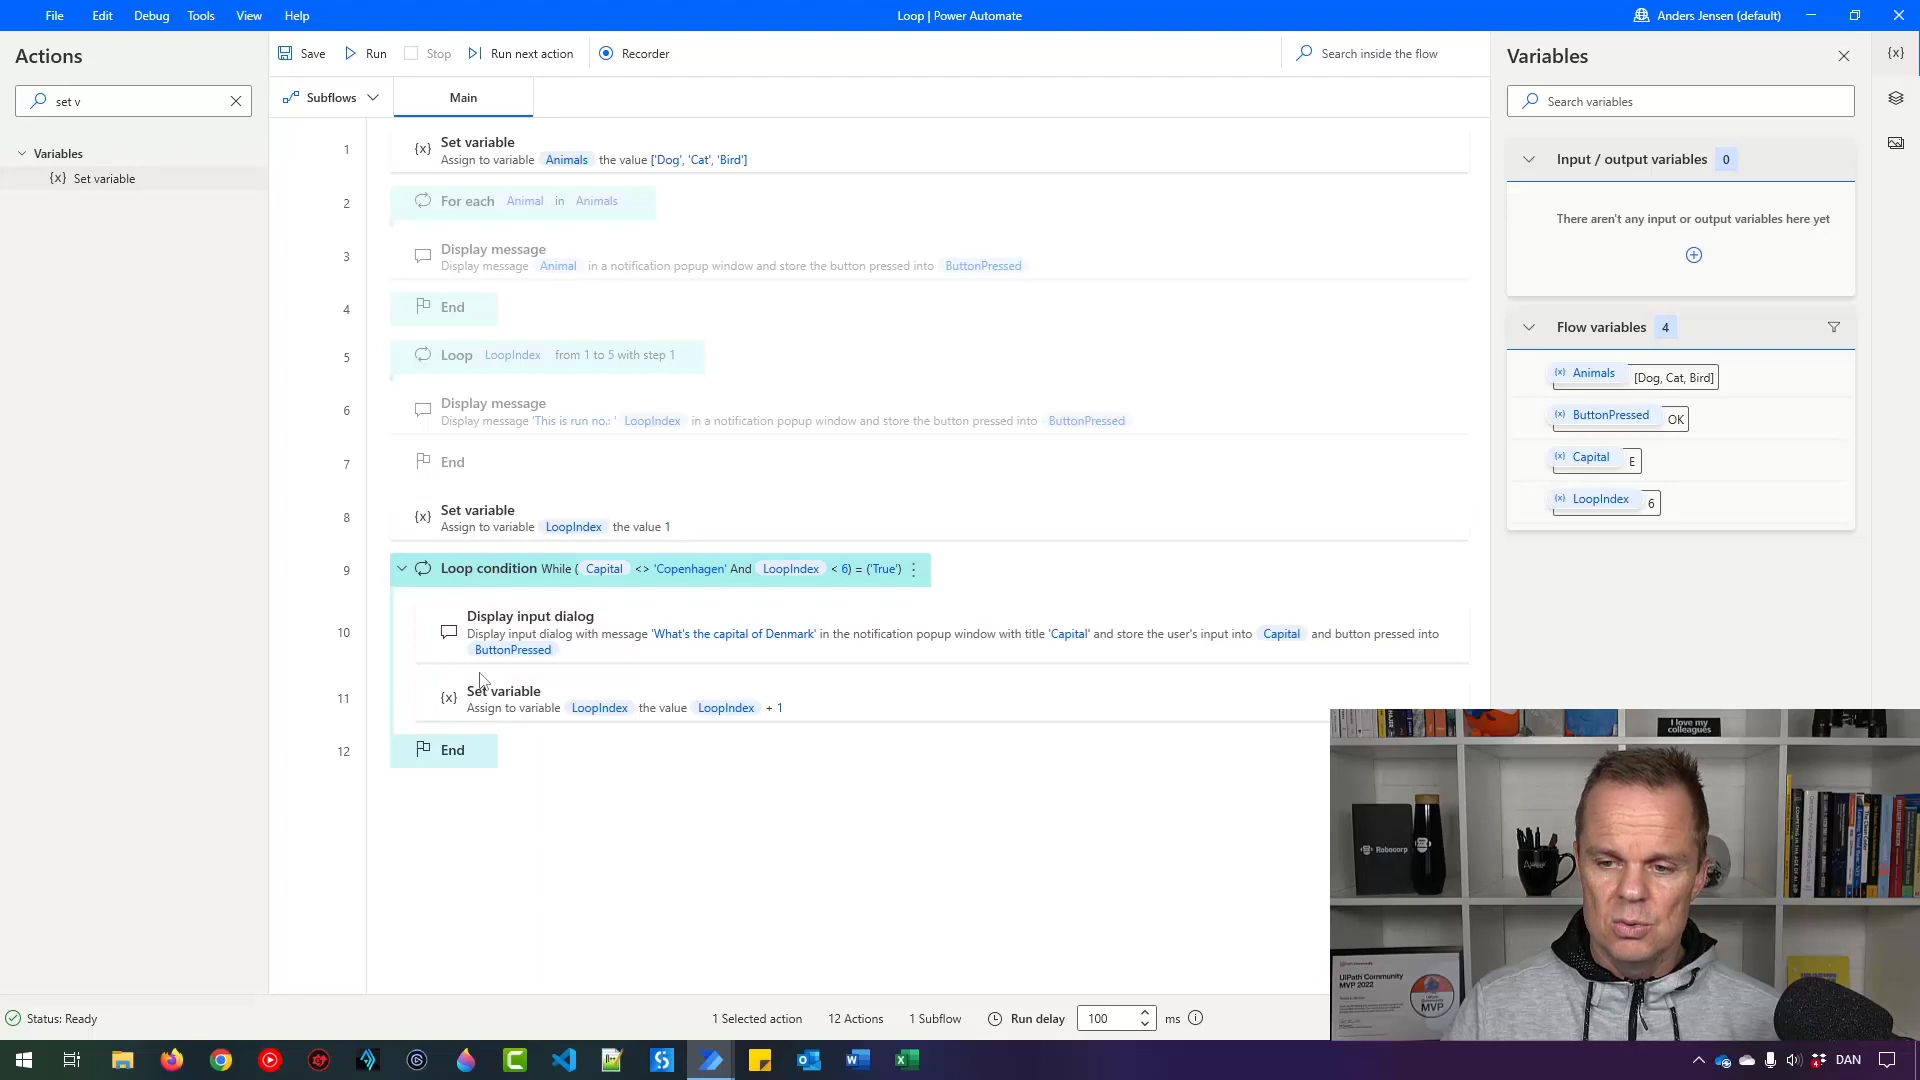 File Edit Debug Tools View Help
Loop | Power Automate
Anders Jensen (default)
Actions
set v
Variables
{x} Set variable
Save Run Stop Run next action Recorder
Search inside the flow
Subflows Main
1 {x} Set variable
Assign to variable Animals the value ['Dog', 'Cat', 'Bird']
2 For each Animal in Animals
3 Display message
Display message Animal in a notification popup window and store the button pressed into ButtonPressed
4 End
5 Loop LoopIndex from 1 to 5 with step 1
6 Display message
Display message 'This is run no.: ' LoopIndex in a notification popup window and store the button pressed into ButtonPressed
7 End
8 {x} Set variable
Assign to variable LoopIndex the value 1
9 Loop condition While ( Capital <> 'Copenhagen' And LoopIndex < 6) = ('True')
10 Display input dialog
Display input dialog with message 'What's the capital of Denmark' in the notification popup window with title 'Capital' and store the user's input into Capital and button pressed into
ButtonPressed
11 {x} Set variable
Assign to variable LoopIndex the value LoopIndex + 1
12 End
Variables
{x}
Search variables
Input / output variables 0
There aren't any input or output variables here yet
Flow variables 4
(x) Animals [Dog, Cat, Bird]
(x) ButtonPressed OK
(x) Capital E
(x) LoopIndex 6
I love my
colleagues
Robocorp
UiPath Community
MVP 2022
MVP
Status: Ready
1 Selected action 12 Actions 1 Subflow Run delay 100 ms
DAN